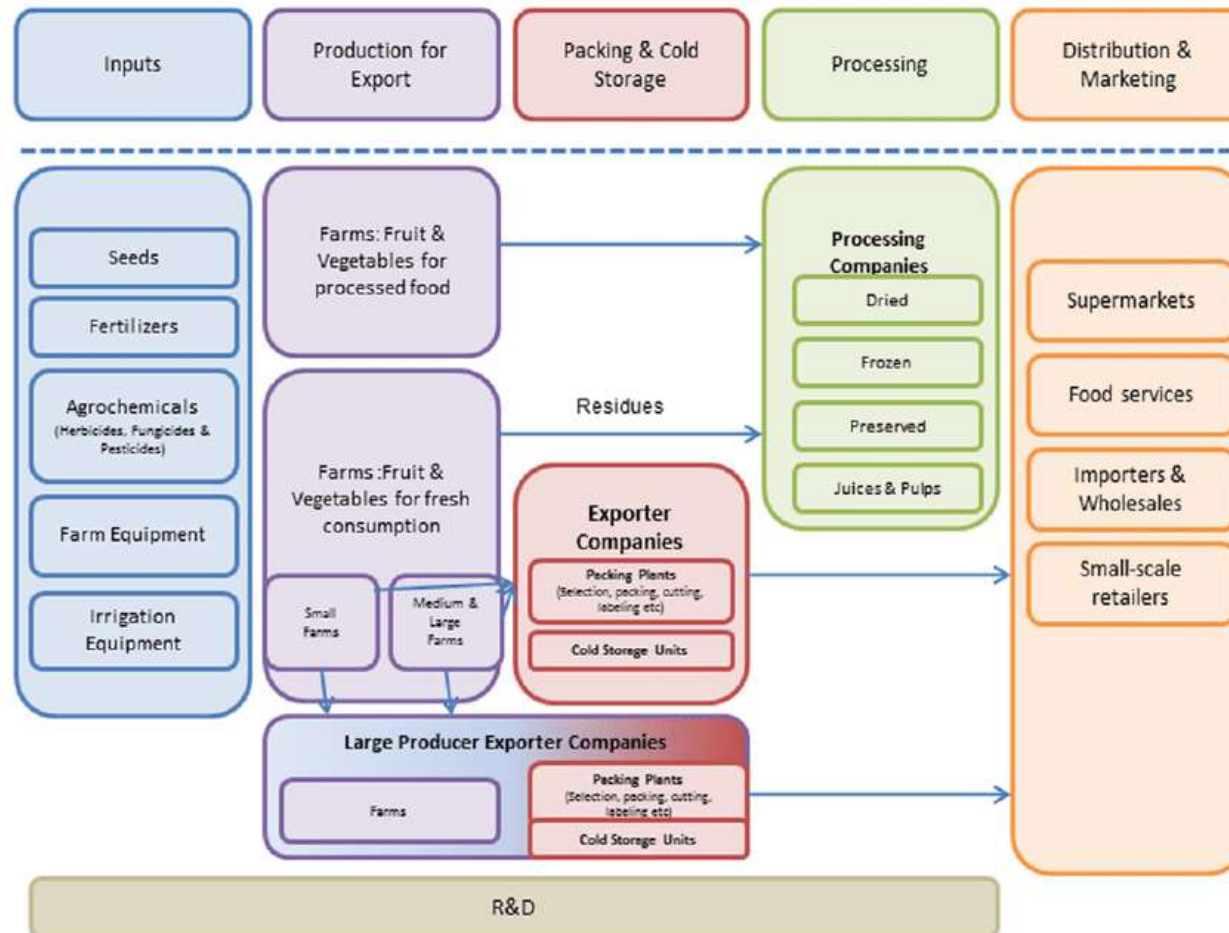 Inputs
Production for
Export
Packing & Cold
Storage
Processing
Distribution &
Marketing
Seeds
Fertilizers
Agrochemicals
(Herbicides, Fungicides &
Pesticides)
Farm Equipment
Irrigation
Equipment
Farms: Fruit &
Vegetables for
processed food
Farms :Fruit &
Vegetables for fresh
consumption
Small
Farms
Medium &
Large
Farms
Residues
Exporter
Companies
Packing Plants
(Selection, packing, cutting,
labeling etc)
Cold Storage Units
Processing
Companies
Dried
Frozen
Preserved
Juices & Pulps
Supermarkets
Food services
Importers &
Wholesales
Small-scale
retailers
Large Producer Exporter Companies
Farms
Packing Plants
(Selection, packing, cutting,
labeling etc)
Cold Storage Units
R&D